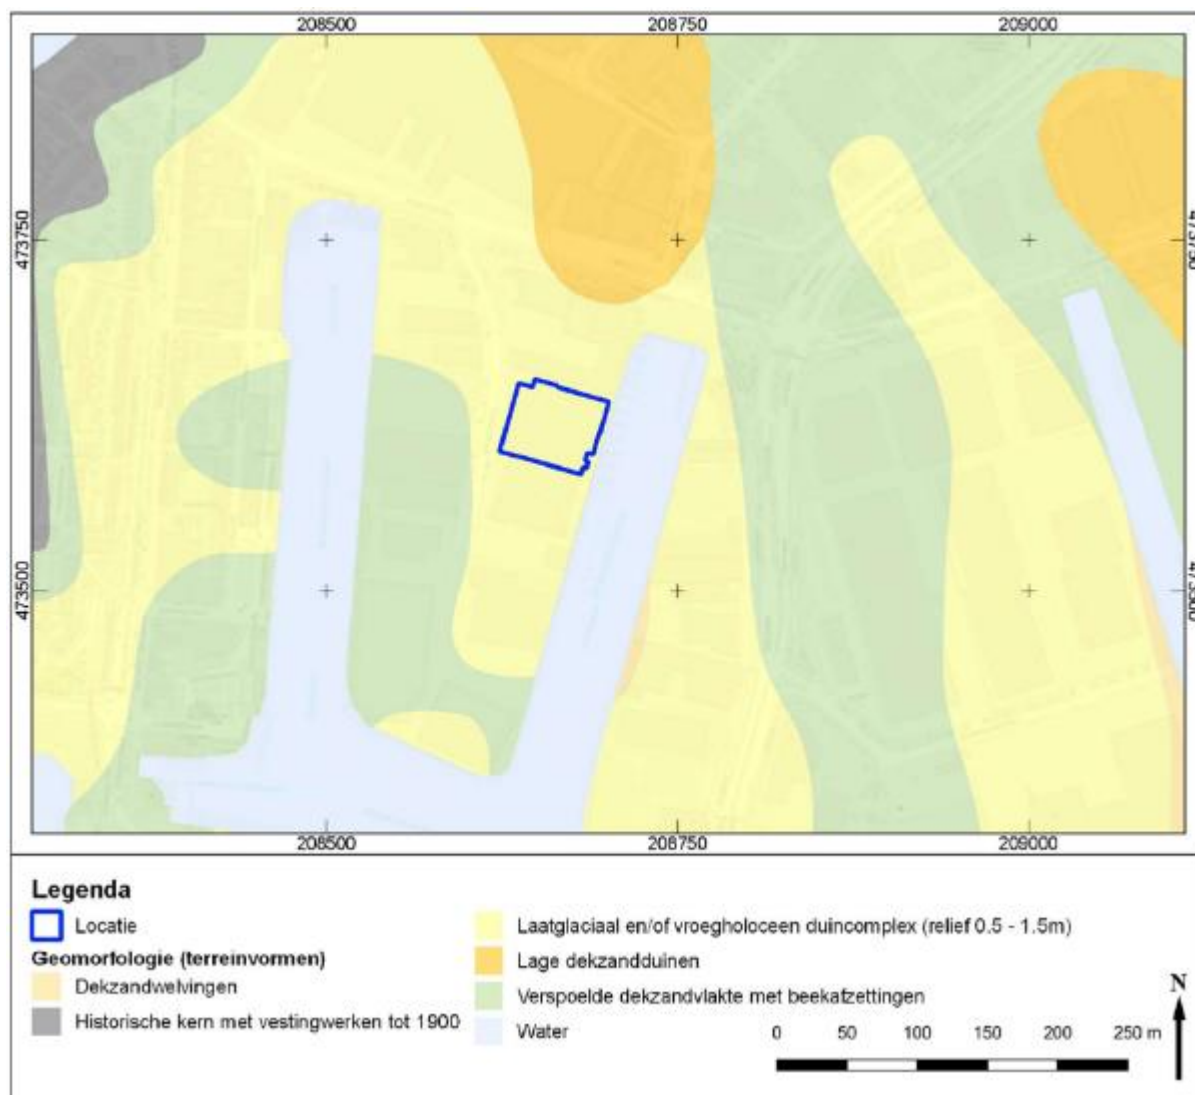 208500 208750 209000
473750 473750
473500 473500
208500 208750 209000
Legenda
Locatie
Geomorfologie (terreinvormen)
Dekzandwelvingen
Historische kern met vestingwerken tot 1900
Laatglaciaal en/of vroegholoceen duincomplex (relief 0.5 - 1.5m)
Lage dekzandduinen
Verspoelde dekzandvlakte met beekafzettingen
Water
N
0 50 100 150 200 250 m